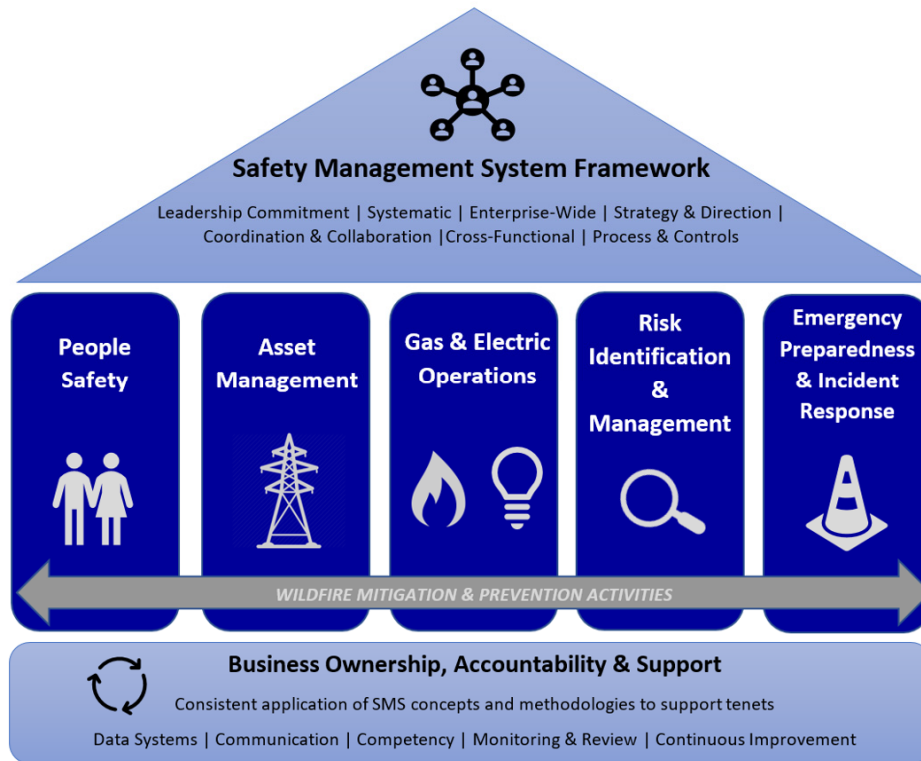 Safety Management System Framework
Leadership Commitment | Systematic | Enterprise-Wide | Strategy & Direction |
Coordination & Collaboration |Cross-Functional | Process & Controls
People
Safety
Asset
Management
Gas & Electric
Operations
Risk
Identification
&
Management
Emergency
Preparedness
& Incident
Response
WILDFIRE MITIGATION & PREVENTION ACTIVITIES
Business Ownership, Accountability & Support
Consistent application of SMS concepts and methodologies to support tenets
Data Systems | Communication | Competency | Monitoring & Review | Continuous Improvement